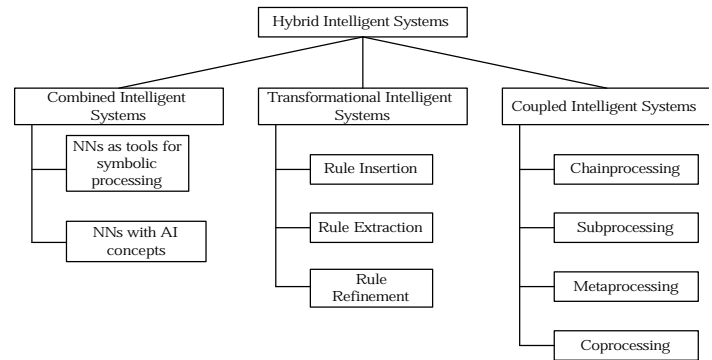 Hybrid Intelligent Systems
Combined Intelligent
Systems
NNs as tools for
symbolic
processing
NNs with AI
concepts
Transformational Intelligent
Systems
Rule Insertion
Rule Extraction
Rule
Refinement
Coupled Intelligent Systems
Chainprocessing
Subprocessing
Metaprocessing
Coprocessing